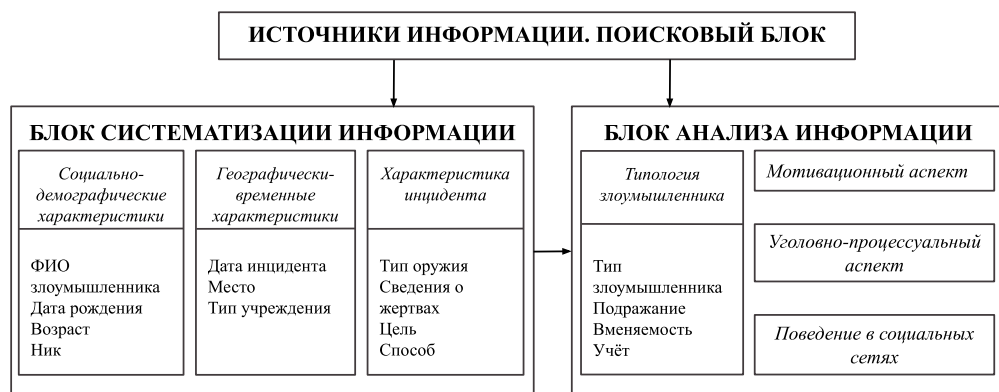 ИСТОЧНИКИ ИНФОРМАЦИИ. ПОИСКОВЫЙ БЛОК
БЛОК СИСТЕМАТИЗАЦИИ ИНФОРМАЦИИ
Социально-
демографические
характеристики
ФИО
злоумышленника
Дата рождения
Возраст
Ник
Географически-
временные
характеристики
Дата инцидента
Место
Тип учреждения
Характеристика
инцидента
Тип оружия
Сведения о
жертвах
Цель
Способ
БЛОК АНАЛИЗА ИНФОРМАЦИИ
Типология
злоумышленника
Тип
злоумышленника
Подражание
Вменяемость
Учёт
Мотивационный аспект
Уголовно-процессуальный
аспект
Поведение в социальных
сетях